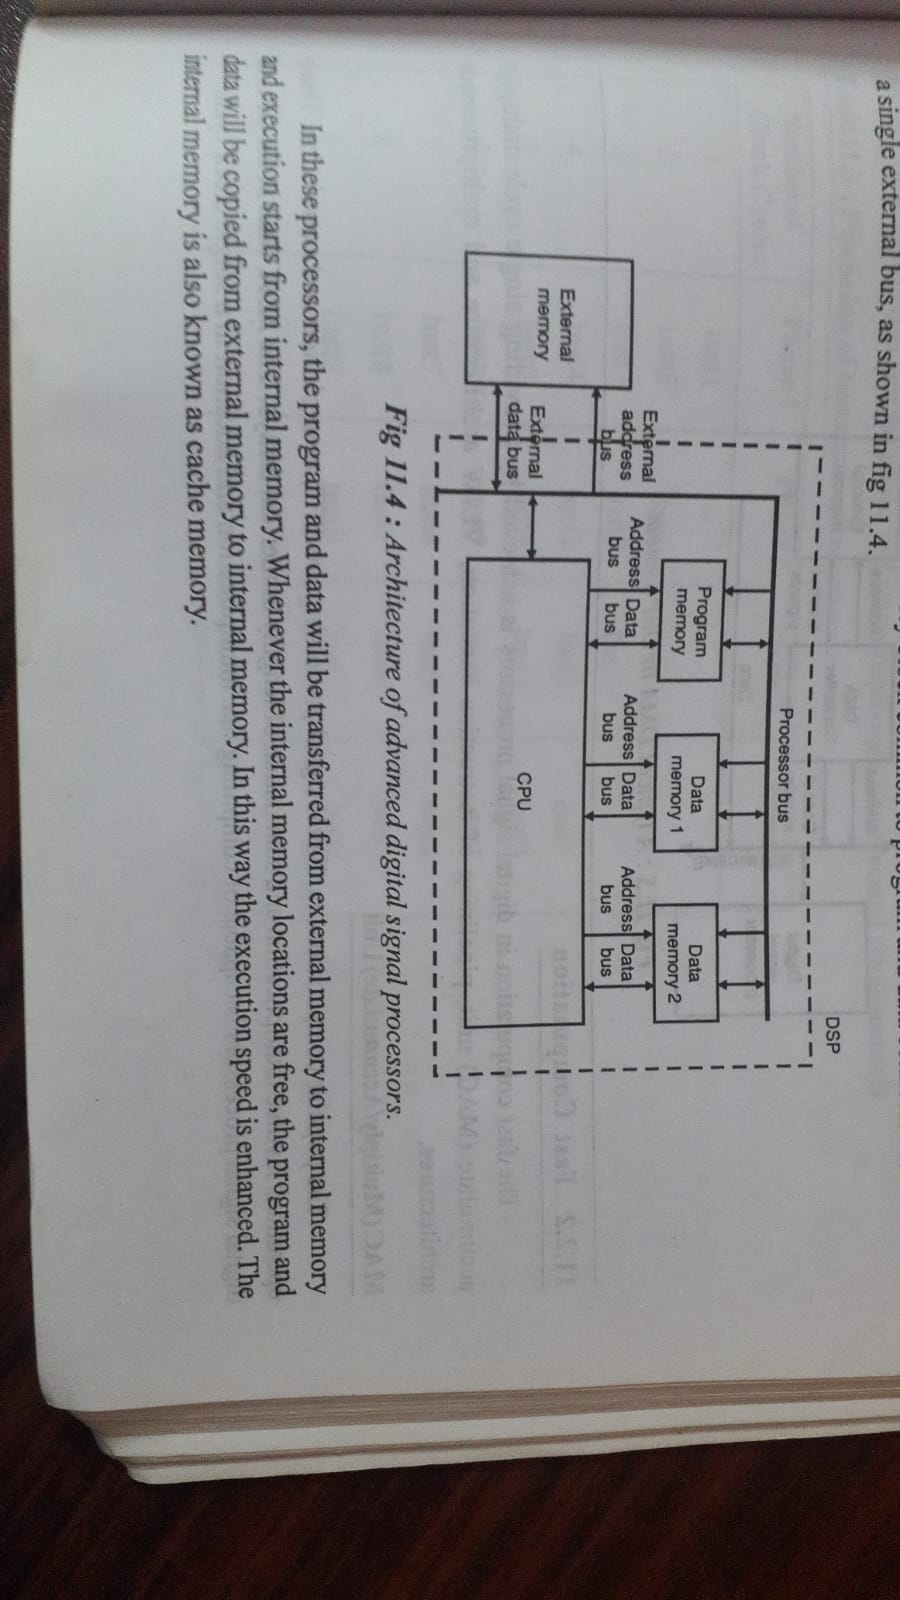 common to program and data
a single external bus, as shown in fig 11.4.
DSP
Processor bus
Program
memory
Data
memory 1
Data
memory 2
External
address
bus
Address
bus
Data
bus
Address
bus
Data
bus
Address
bus
Data
bus
External
memory
External
data bus
CPU
Fig 11.4 : Architecture of advanced digital signal processors.
In these processors, the program and data will be transferred from external memory to internal memory
and execution starts from internal memory. Whenever the internal memory locations are free, the program and
data will be copied from external memory to internal memory. In this way the execution speed is enhanced. The
internal memory is also known as cache memory.